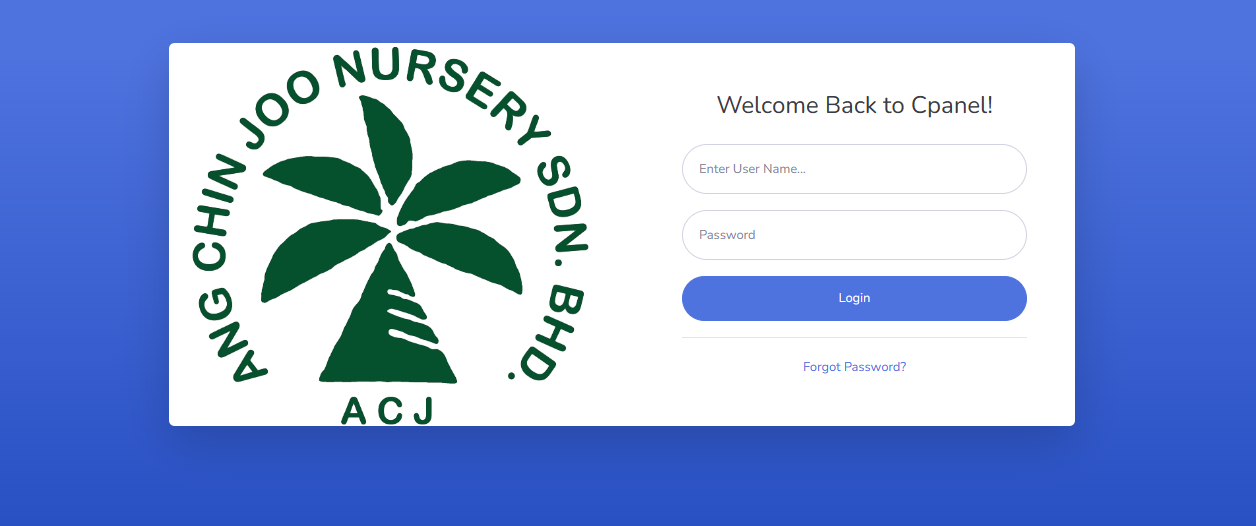 ANG CHIN JOO NURSERY SDN. BHD.
ACJ
Welcome Back to Cpanel!
Enter User Name...
Password
Login
Forgot Password?